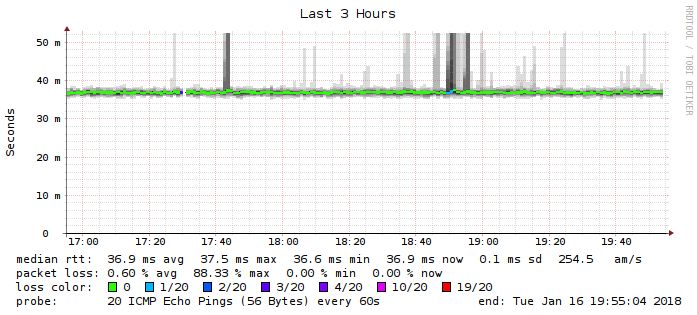 Last 3 Hours
RRDTOOL / TOBI OETIKER
Seconds
50 m
40 m
30 m
20 m
10 m
0
17:00 17:20 17:40 18:00 18:20 18:40 19:00 19:20 19:40
median rtt: 36.9 ms avg 37.5 ms max 36.6 ms min 36.9 ms now 0.1 ms sd 254.5 am/s
packet loss: 0.60 % avg 88.33 % max 0.00 % min 0.00 % now
loss color: 0 1/20 2/20 3/20 4/20 10/20 19/20
probe: 20 ICMP Echo Pings (56 Bytes) every 60s end: Tue Jan 16 19:55:04 2018